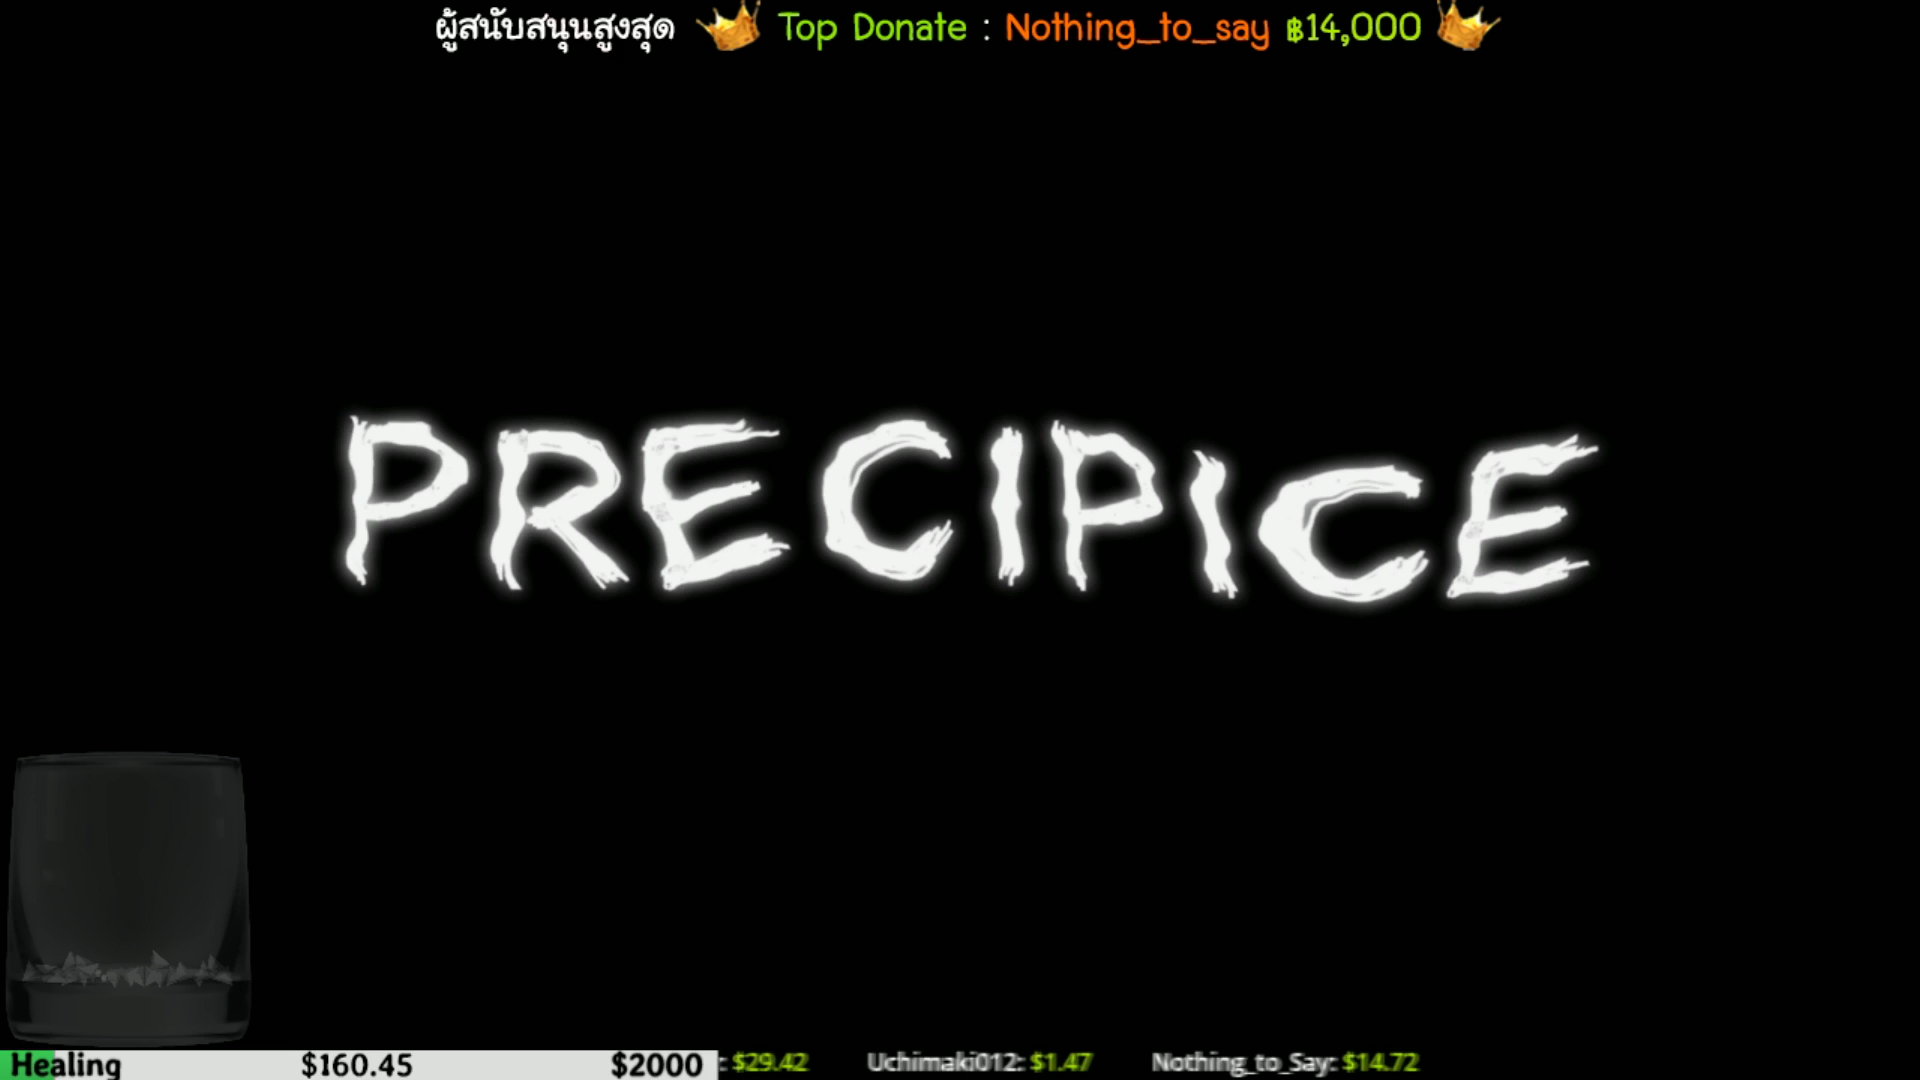 ผู้สนับสนุนสูงสุด Top Donate : Nothing_to_say ฿14,000
PRECIPICE
Healing $160.45 $2000 : $29.42 Uchimaki012: $1.47 Nothing_to_Say: $14.72